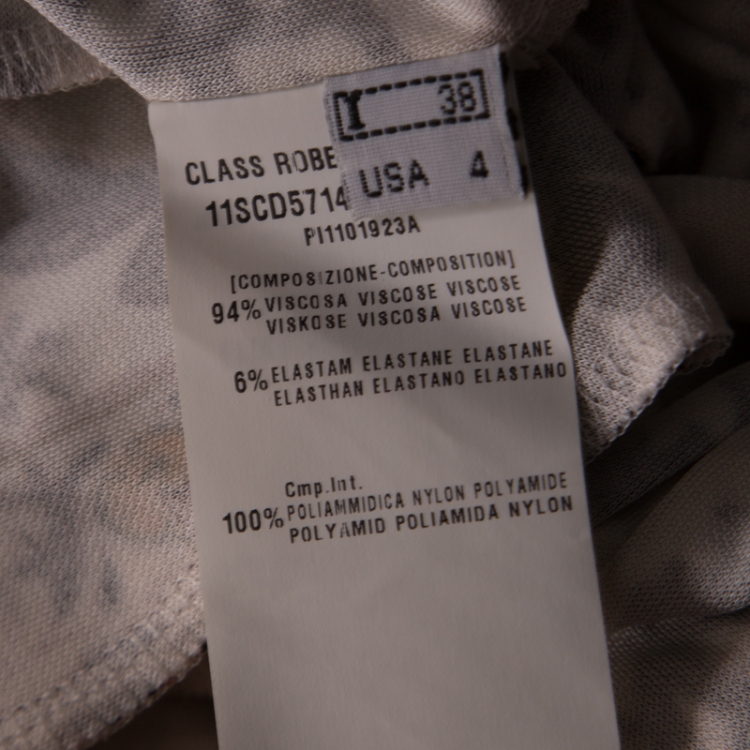 I 38
USA 4
CLASS ROBE
11SCD5714
PI1101923A
[COMPOSIZIONE-COMPOSITION]
94% VISCOSA VISCOSE VISCOSE
VISKOSE VISCOSA VISCOSE
6% ELASTAM ELASTANE ELASTANE
ELASTHAN ELASTANO ELASTANO
Cmp.Int.
100% POLIAMMIDICA NYLON POLYAMIDE
POLYAMID POLIAMIDA NYLON